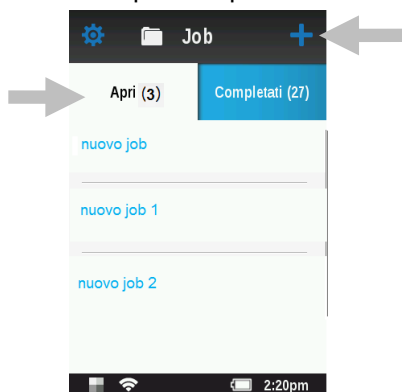 Job
Apri (3)
Completati (27)
nuovo job
nuovo job 1
nuovo job 2
2:20pm